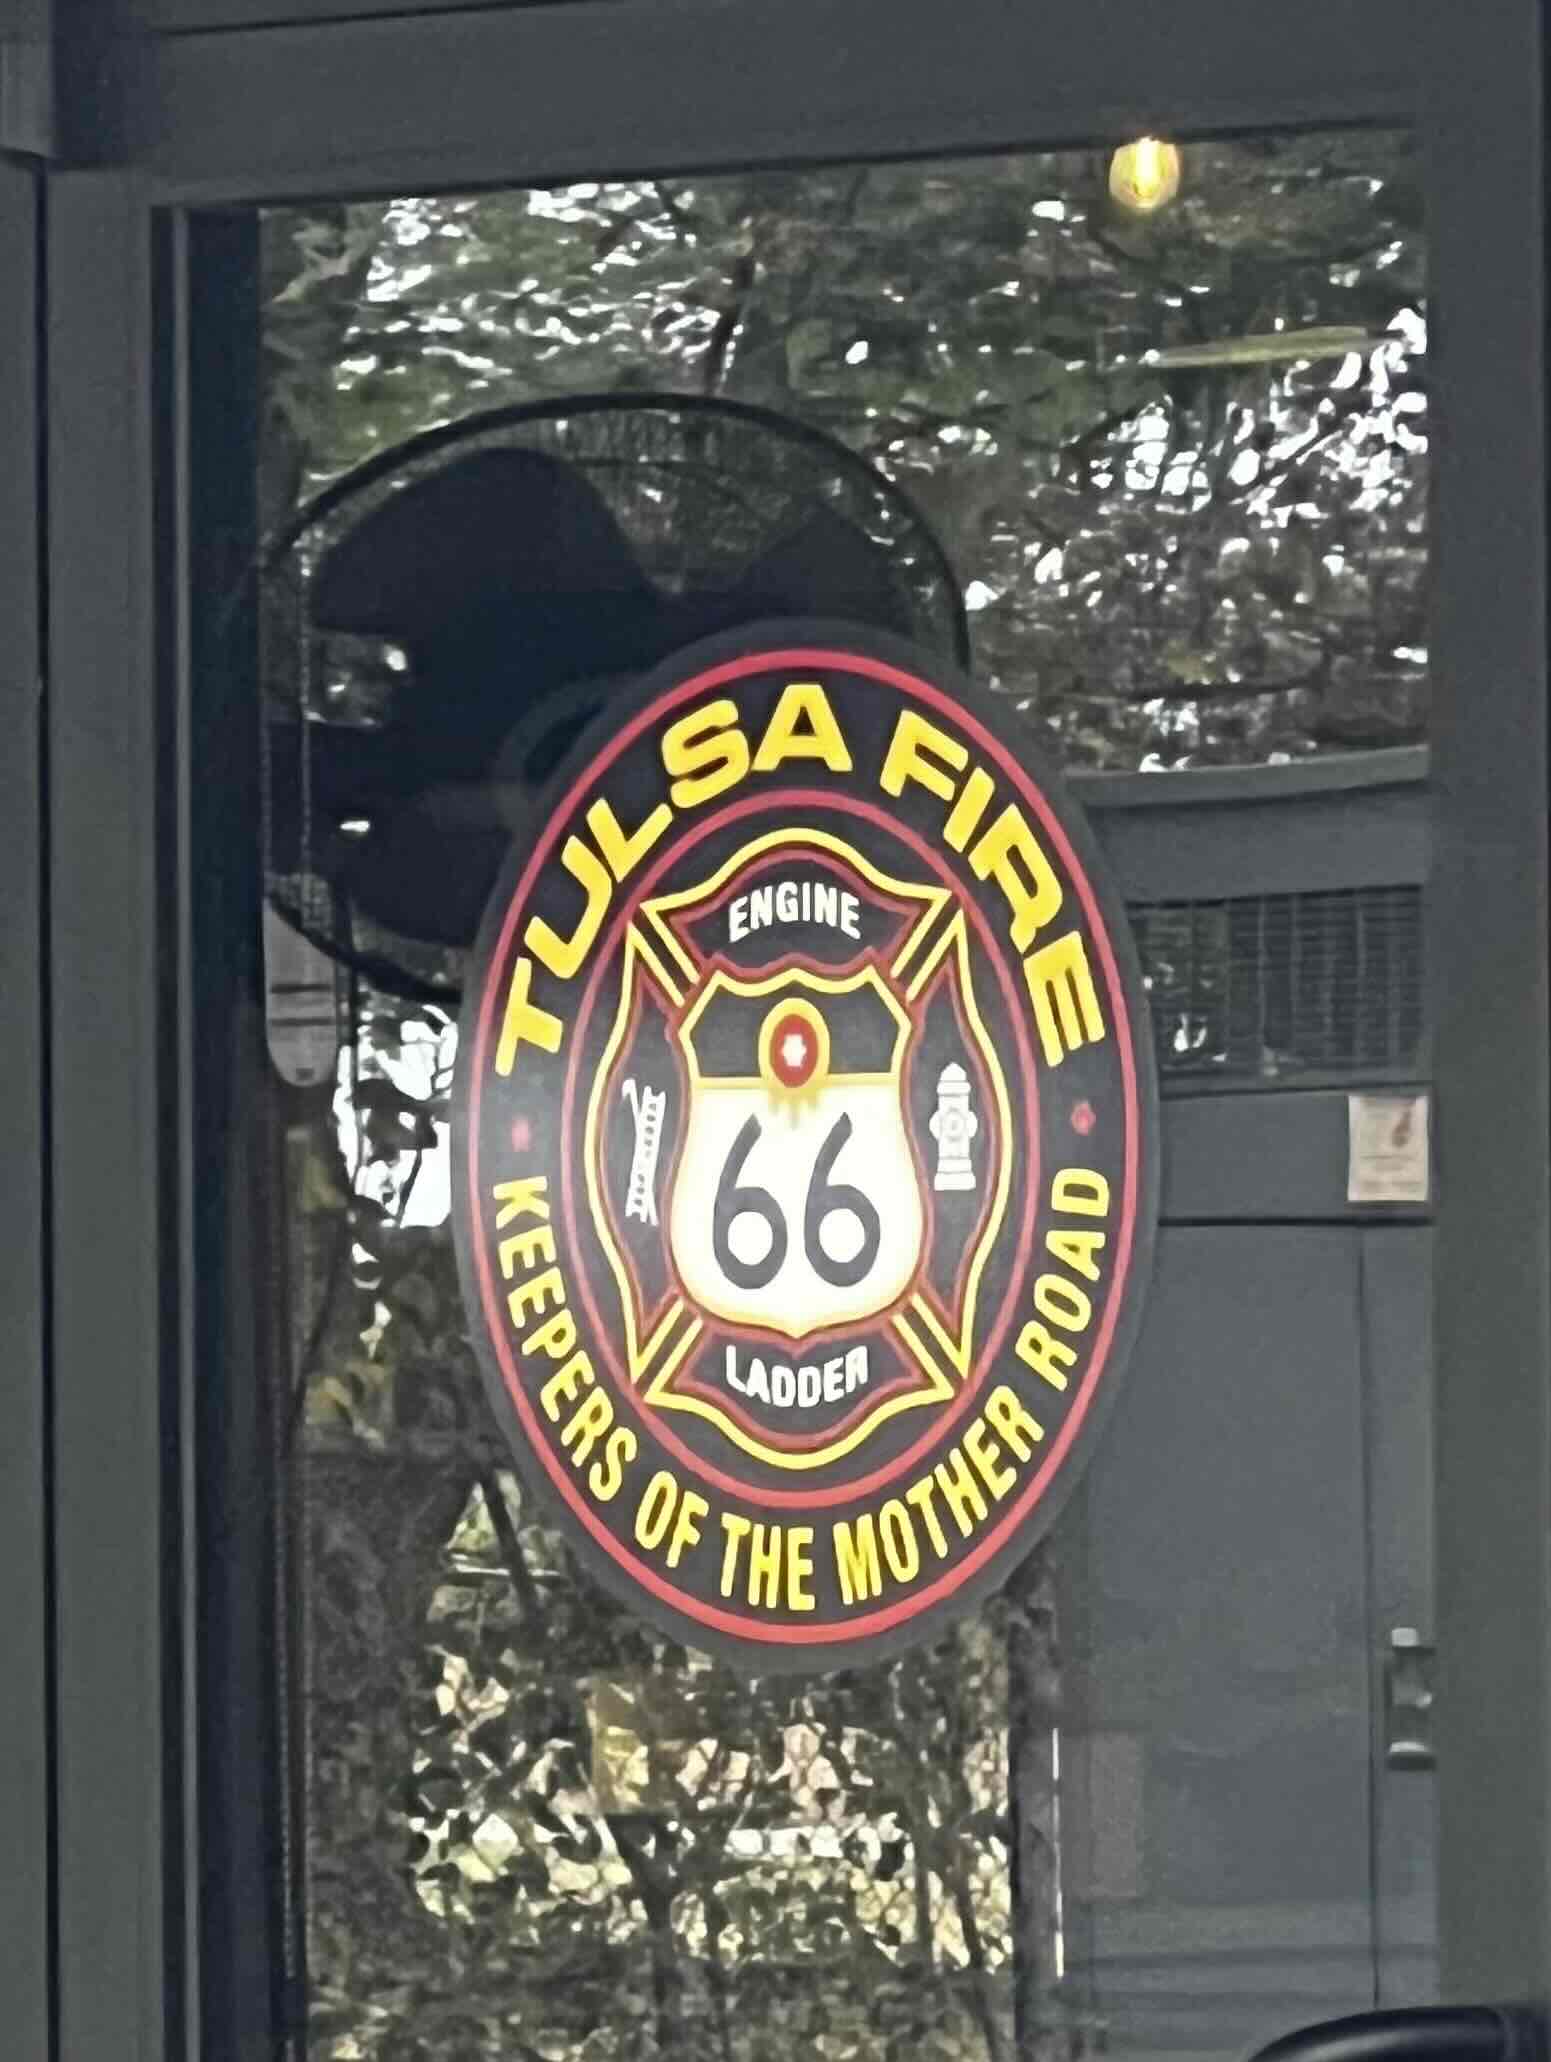 TULSA FIRE
ENGINE
66
LADDER
KEEPERS OF THE MOTHER ROAD